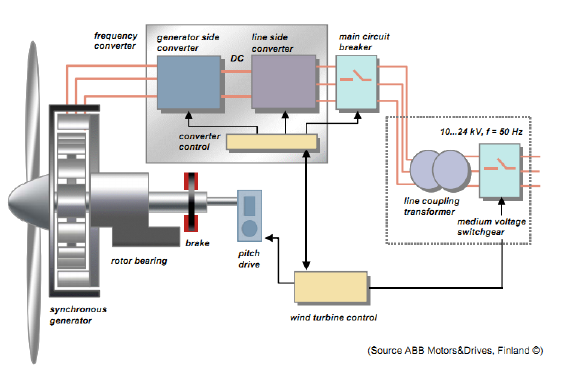 frequency
converter
generator side
converter
DC
line side
converter
main circuit
breaker
converter
control
10...24 kV, f = 50 Hz
line coupling
transformer
medium voltage
switchgear
brake
rotor bearing
pitch
drive
synchronous
generator
wind turbine control
(Source ABB Motors&Drives, Finland ©)